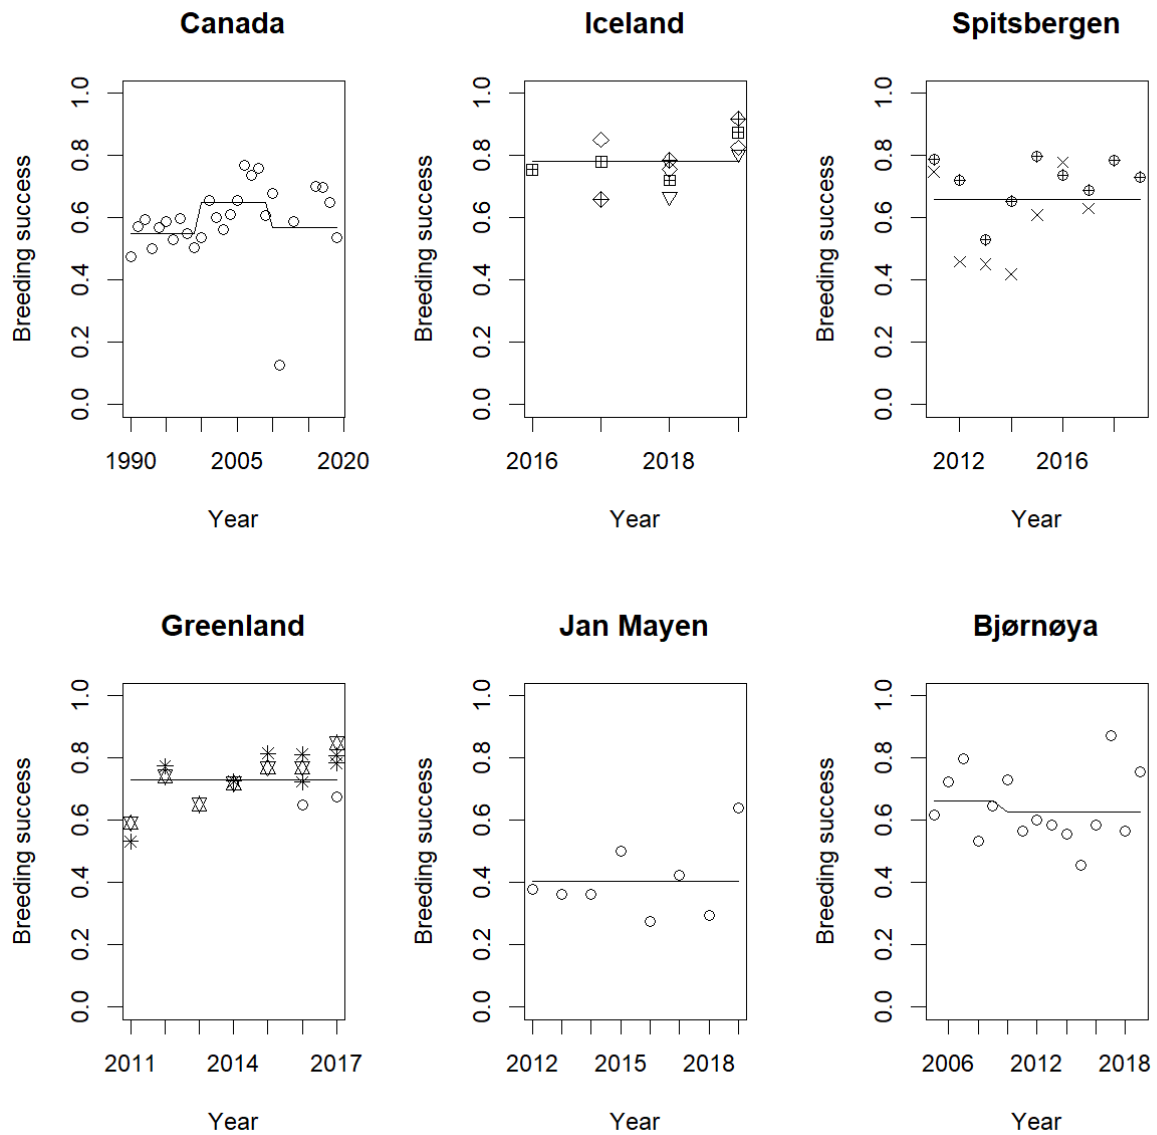 Canada
Breeding success
0.0 0.2 0.4 0.6 0.8 1.0
1990 2005 2020
Year
Iceland
Breeding success
0.0 0.2 0.4 0.6 0.8 1.0
2016 2018
Year
Spitsbergen
Breeding success
0.0 0.2 0.4 0.6 0.8 1.0
2012 2016
Year
Greenland
Breeding success
0.0 0.2 0.4 0.6 0.8 1.0
2011 2014 2017
Year
Jan Mayen
Breeding success
0.0 0.2 0.4 0.6 0.8 1.0
2012 2015 2018
Year
Bjørnøya
Breeding success
0.0 0.2 0.4 0.6 0.8 1.0
2006 2012 2018
Year